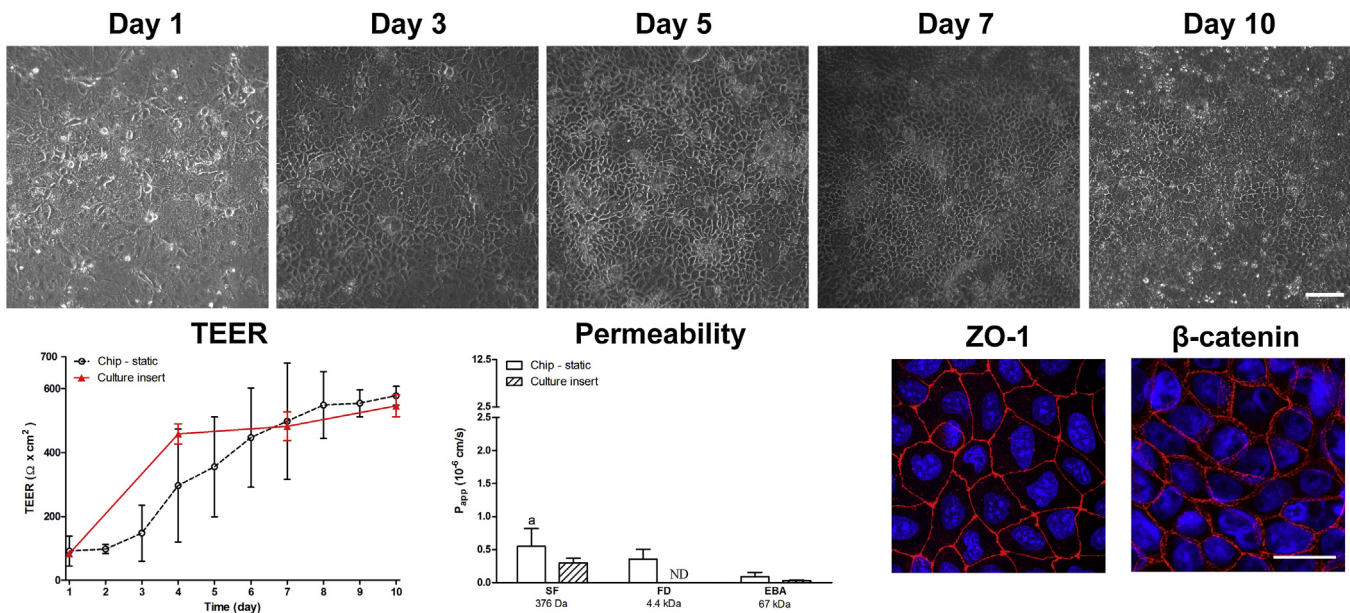 Day 1 Day 3 Day 5 Day 7 Day 10
TEER
700
600
400
200
0
1 2 3 4 5 6 7 8 9 10
Time (day)
TEER (Ω x cm²)
Chip - static
Culture insert
Permeability
12.5
2.5
2.5
2.0
1.5
1.0
0.5
0.0
Papp (10⁻⁶ cm/s)
Chip - static
Culture insert
a
ND
SF FD EBA
376 Da 4.4 kDa 67 kDa
ZO-1
β-catenin